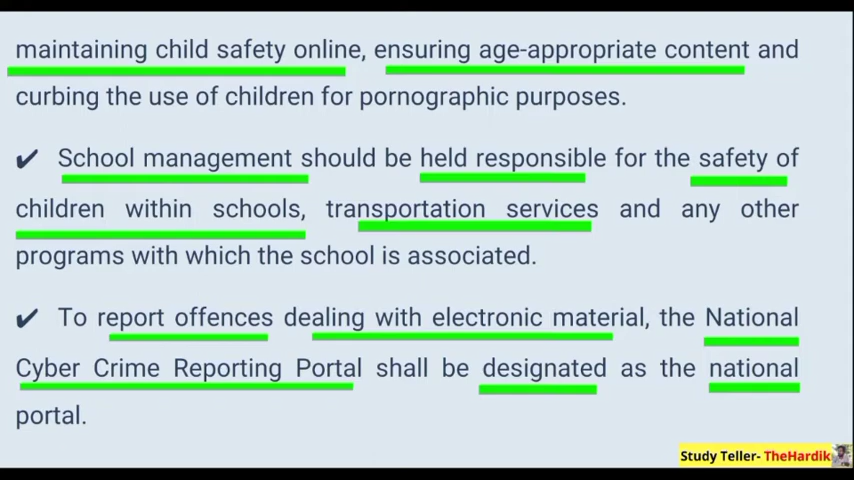 maintaining child safety online, ensuring age-appropriate content and
curbing the use of children for pornographic purposes.
✔ School management should be held responsible for the safety of
children within schools, transportation services and any other
programs with which the school is associated.
✔ To report offences dealing with electronic material, the National
Cyber Crime Reporting Portal shall be designated as the national
portal.
Study Teller- TheHardik